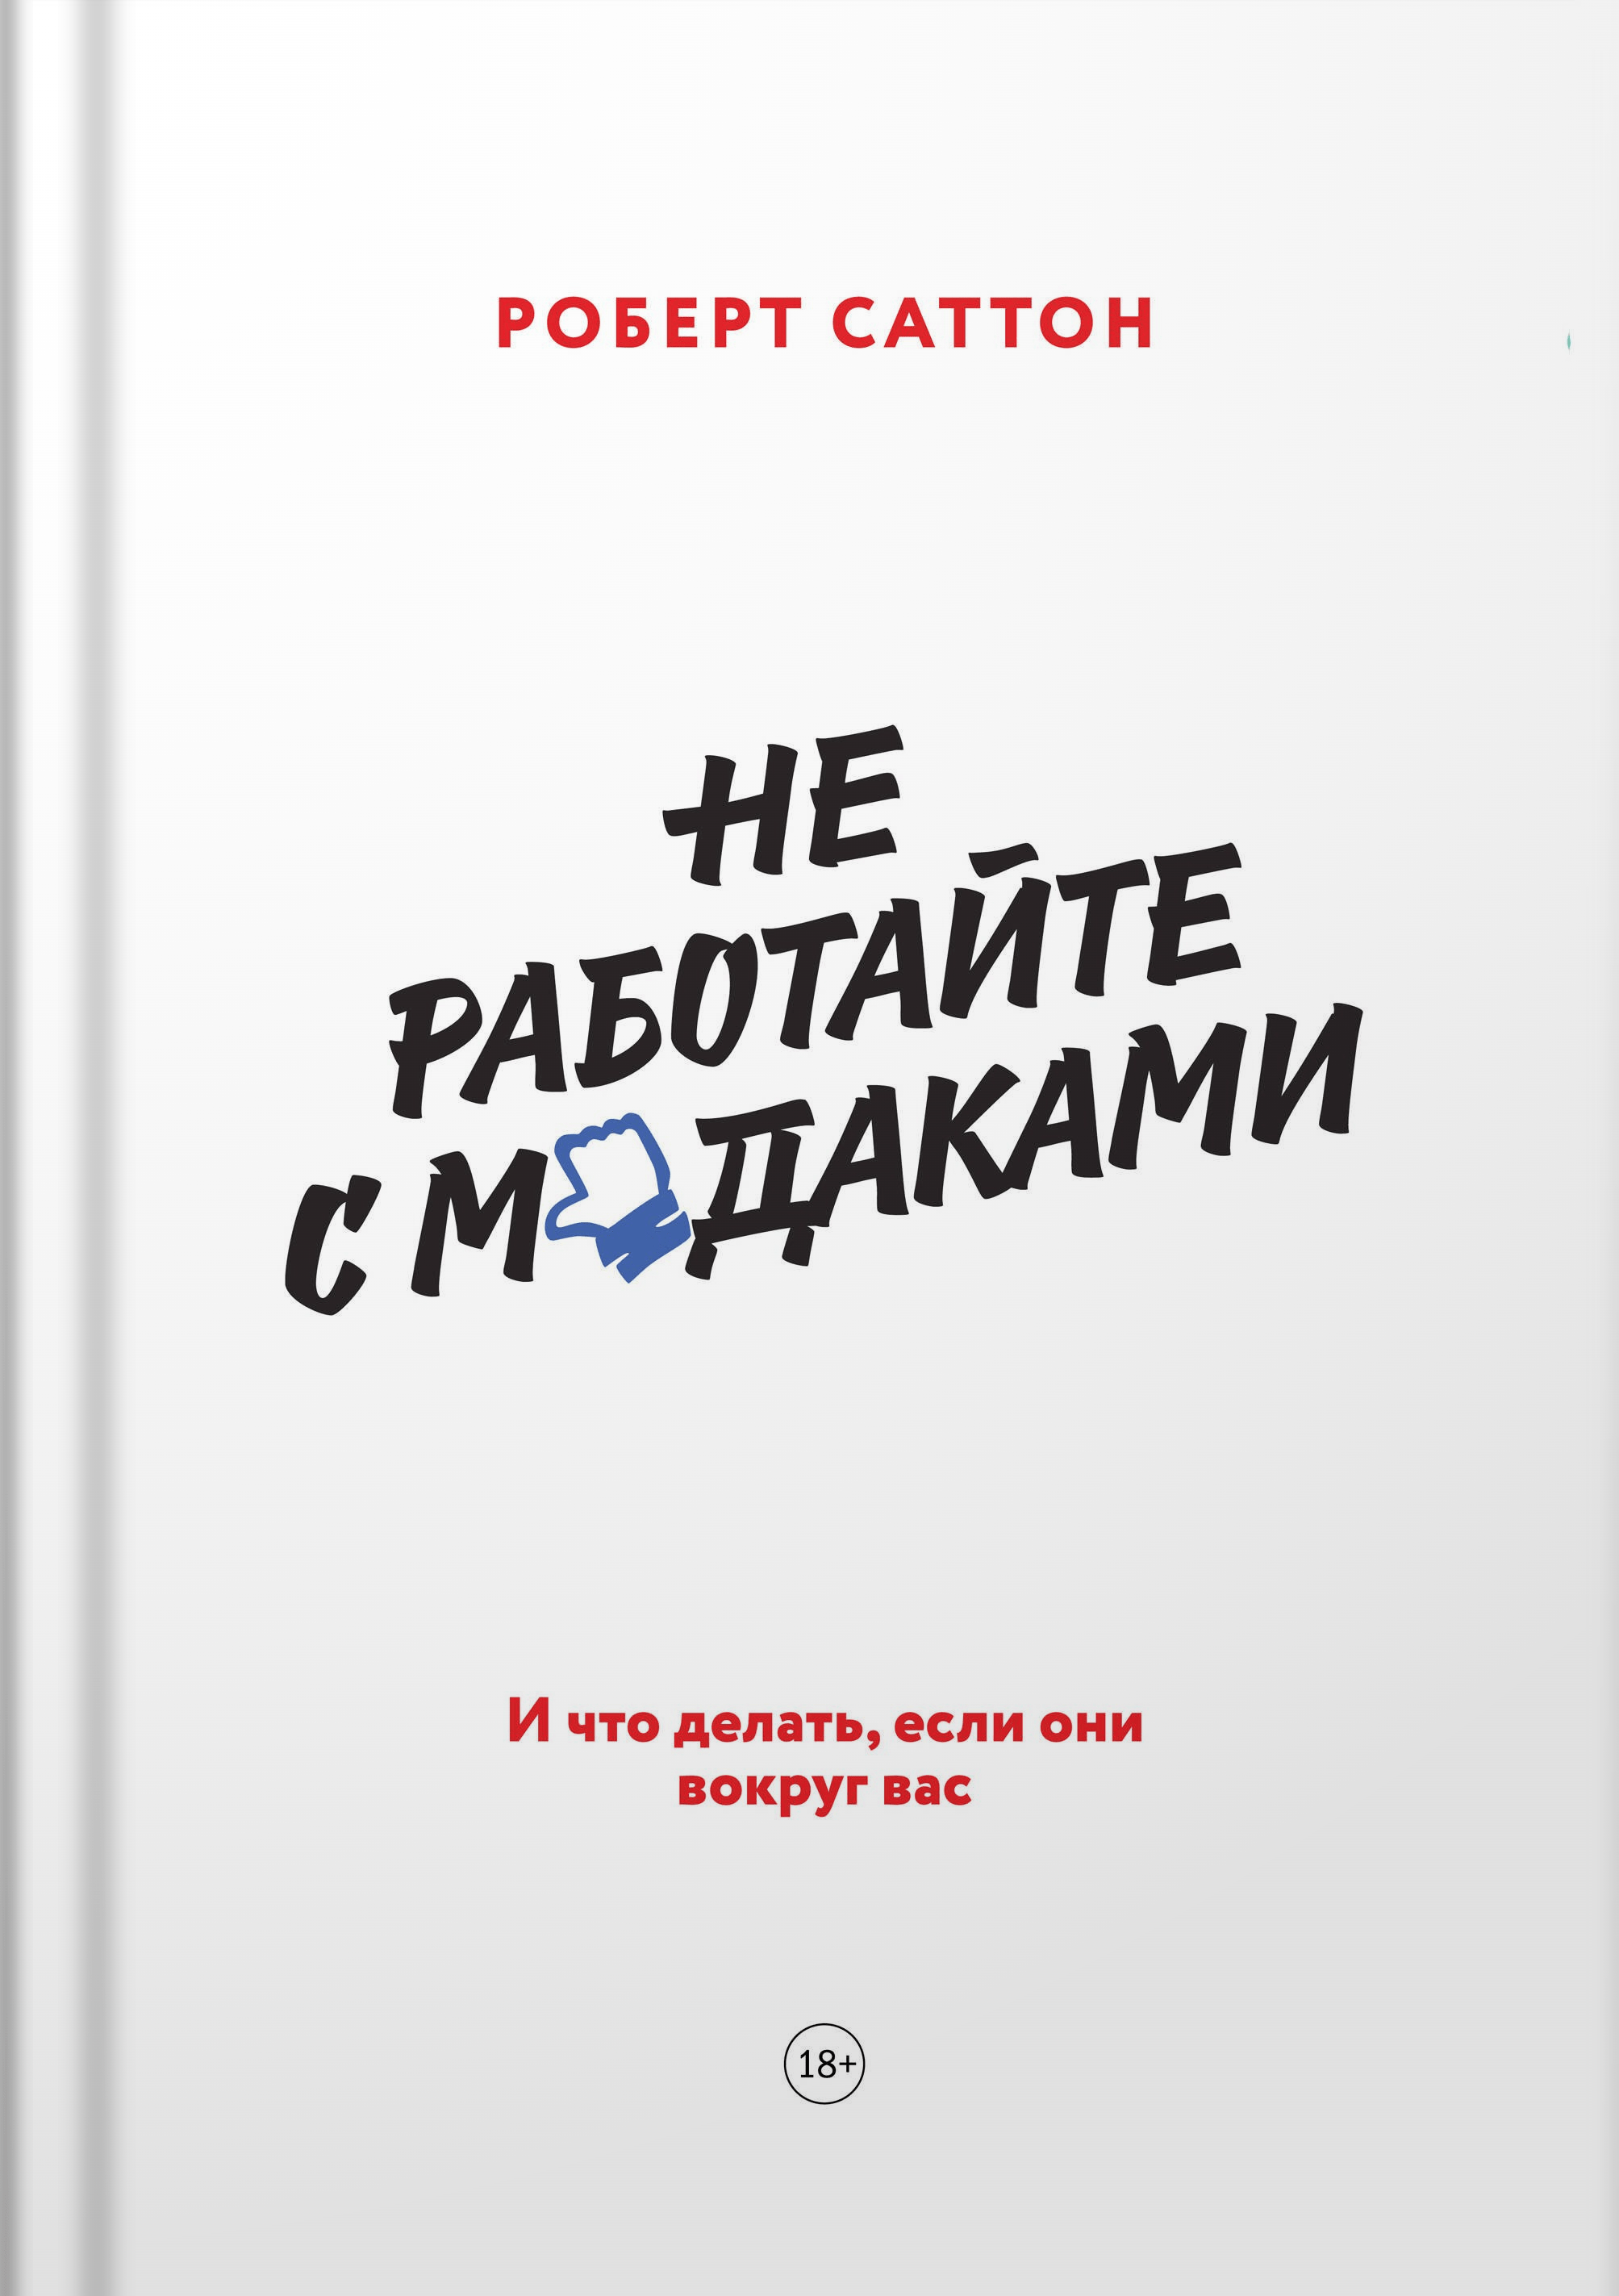 РОБЕРТ САТТОН
НЕ
РАБОТАЙТЕ
С М ДАКАМИ
И что делать, если они
вокруг вас
18+